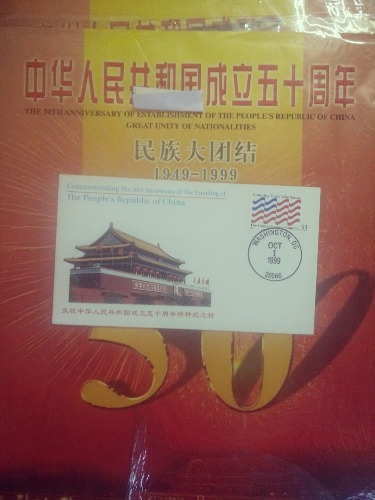 中华人民共和国成立五十周年
THE 50TH ANNIVERSARY OF ESTABLISHMENT OF THE PEOPLE'S REPUBLIC OF CHINA
GREAT UNITY OF NATIONALITIES
民族大团结
1949-1999
Commemorating The 50th Anniversary of The Founding of
The People's Republic of China
33
WASHINGTON, DC
OCT
1
1999
20066
庆祝中华人民共和国成立五十周年特种纪念封
50